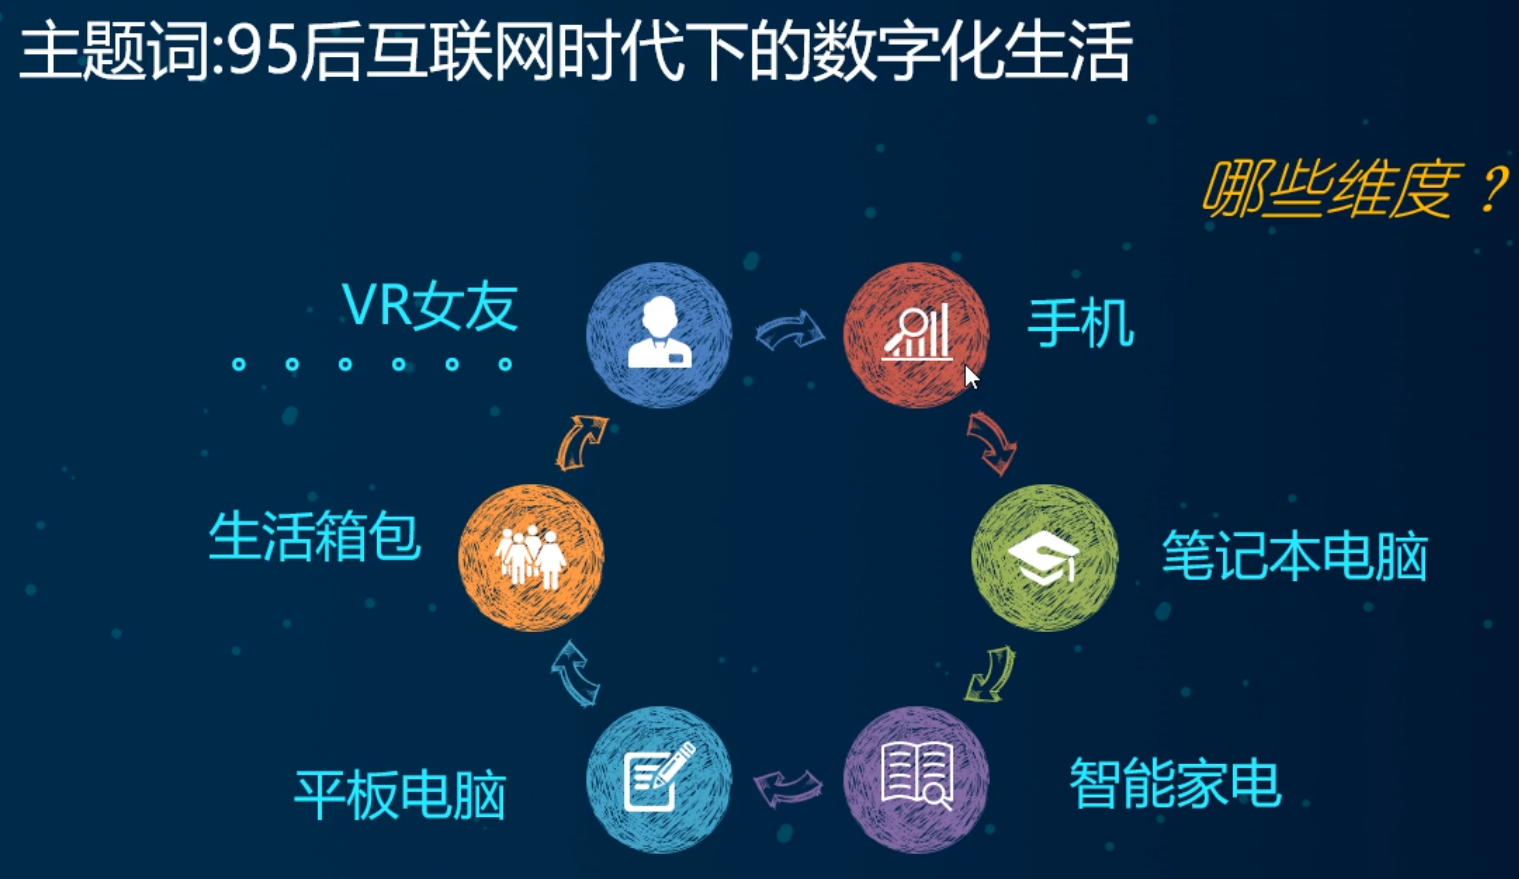 主题词:95后互联网时代下的数字化生活
哪些维度？
VR女友
。。。。。。
手机
生活箱包
笔记本电脑
平板电脑
智能家电